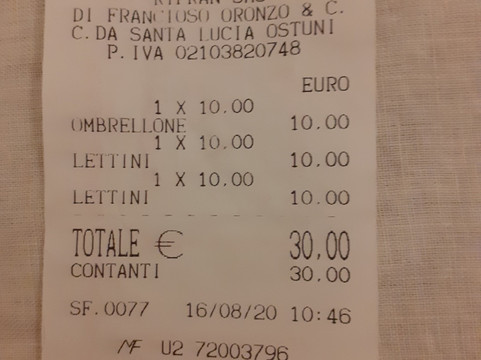 DI FRANCIOSO ORONZO & C.
C.DA SANTA LUCIA OSTUNI
P.IVA 02103820748
EURO
1 X 10.00
OMBRELLONE 10.00
1 X 10.00
LETTINI 10.00
1 X 10.00
LETTINI 10.00
TOTALE € 30,00
CONTANTI 30.00
SF.0077 16/08/20 10:46
MF U2 72003796